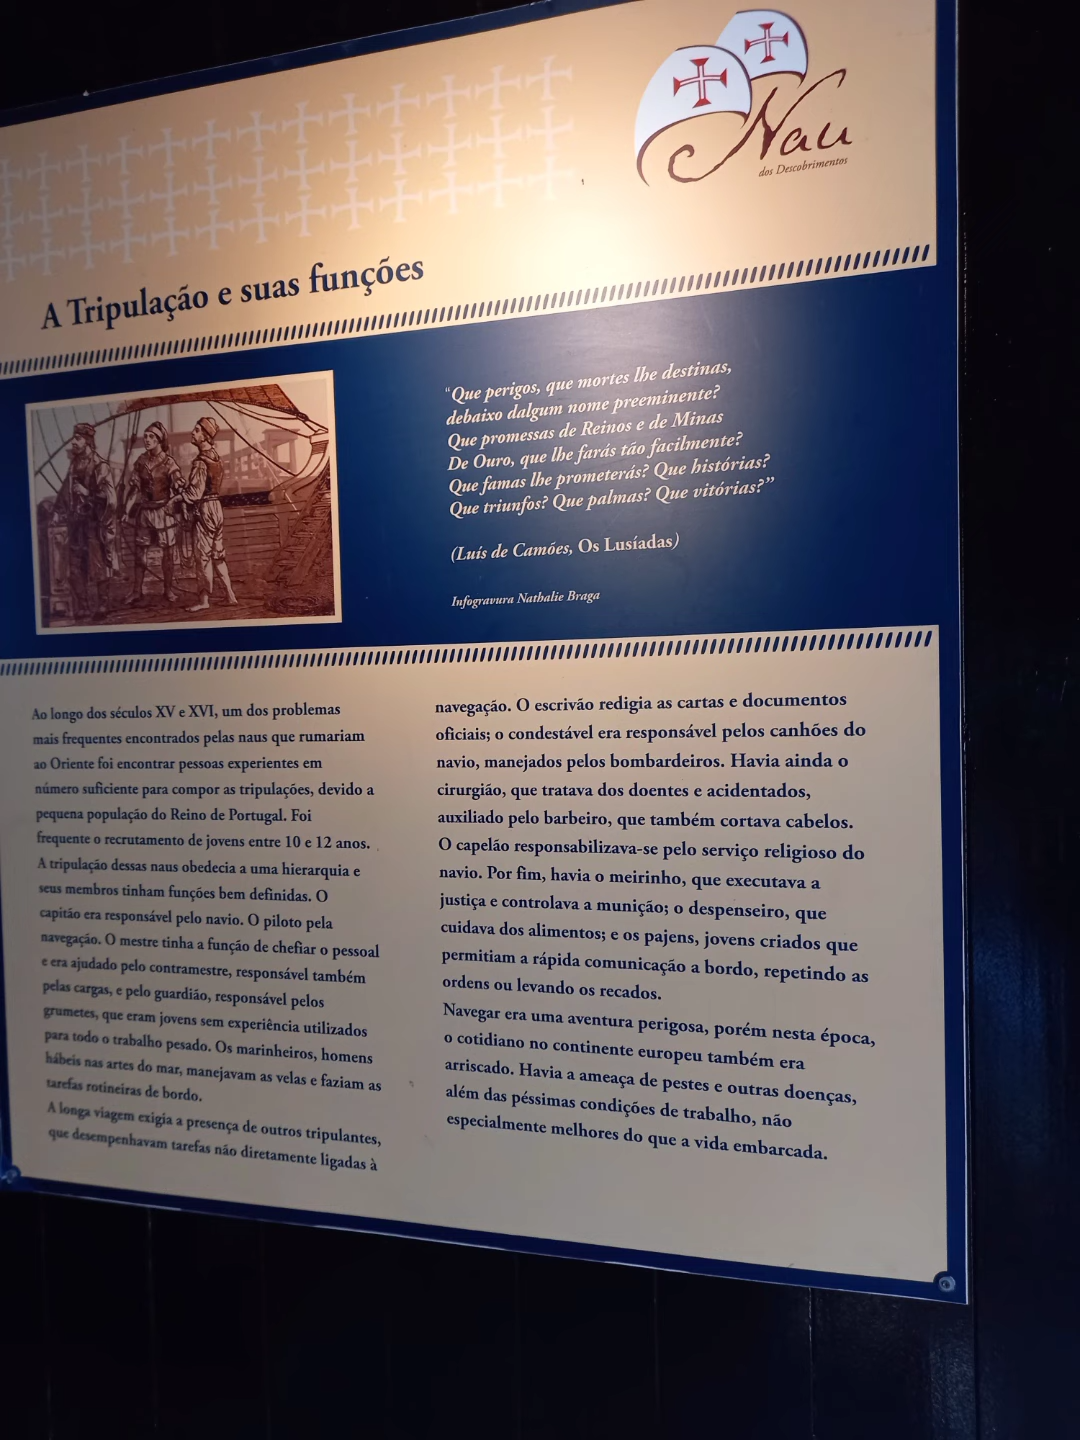 Nau
dos Descobrimentos
A Tripulação e suas funções
“Que perigos, que mortes lhe destinas,
debaixo dalgum nome preeminente?
Que promessas de Reinos e de Minas
De Ouro, que lhe farás tão facilmente?
Que famas lhe prometerás? Que histórias?
Que triunfos? Que palmas? Que vitórias?”
(Luís de Camões, Os Lusíadas)
Infogravura Nathalie Braga
Ao longo dos séculos XV e XVI, um dos problemas
mais frequentes encontrados pelas naus que rumariam
ao Oriente foi encontrar pessoas experientes em
número suficiente para compor as tripulações, devido a
pequena população do Reino de Portugal. Foi
frequente o recrutamento de jovens entre 10 e 12 anos.
A tripulação dessas naus obedecia a uma hierarquia e
seus membros tinham funções bem definidas. O
capitão era responsável pelo navio. O piloto pela
navegação. O mestre tinha a função de chefiar o pessoal
e era ajudado pelo contramestre, responsável também
pelas cargas, e pelo guardião, responsável pelos
grumetes, que eram jovens sem experiência utilizados
para todo o trabalho pesado. Os marinheiros, homens
hábeis nas artes do mar, manejavam as velas e faziam as
tarefas rotineiras de bordo.
A longa viagem exigia a presença de outros tripulantes,
que desempenhavam tarefas não diretamente ligadas à
navegação. O escrivão redigia as cartas e documentos
oficiais; o condestável era responsável pelos canhões do
navio, manejados pelos bombardeiros. Havia ainda o
cirurgião, que tratava dos doentes e acidentados,
auxiliado pelo barbeiro, que também cortava cabelos.
O capelão responsabilizava-se pelo serviço religioso do
navio. Por fim, havia o meirinho, que executava a
justiça e controlava a munição; o despenseiro, que
cuidava dos alimentos; e os pajens, jovens criados que
permitiam a rápida comunicação a bordo, repetindo as
ordens ou levando os recados.
Navegar era uma aventura perigosa, porém nesta época,
o cotidiano no continente europeu também era
arriscado. Havia a ameaça de pestes e outras doenças,
além das péssimas condições de trabalho, não
especialmente melhores do que a vida embarcada.